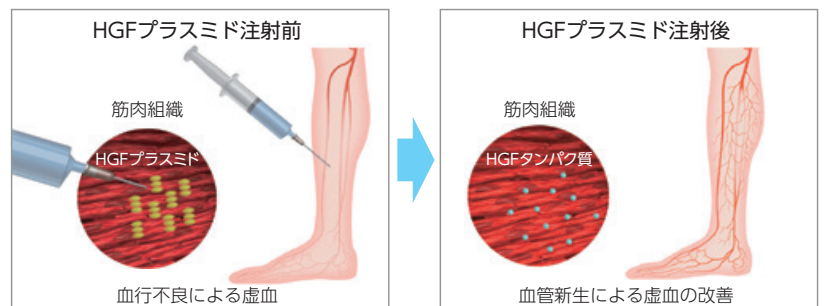 HGFプラスミド注射前
筋肉組織
HGFプラスミド
血行不良による虚血
HGFプラスミド注射後
筋肉組織
HGFタンパク質
血管新生による虚血の改善